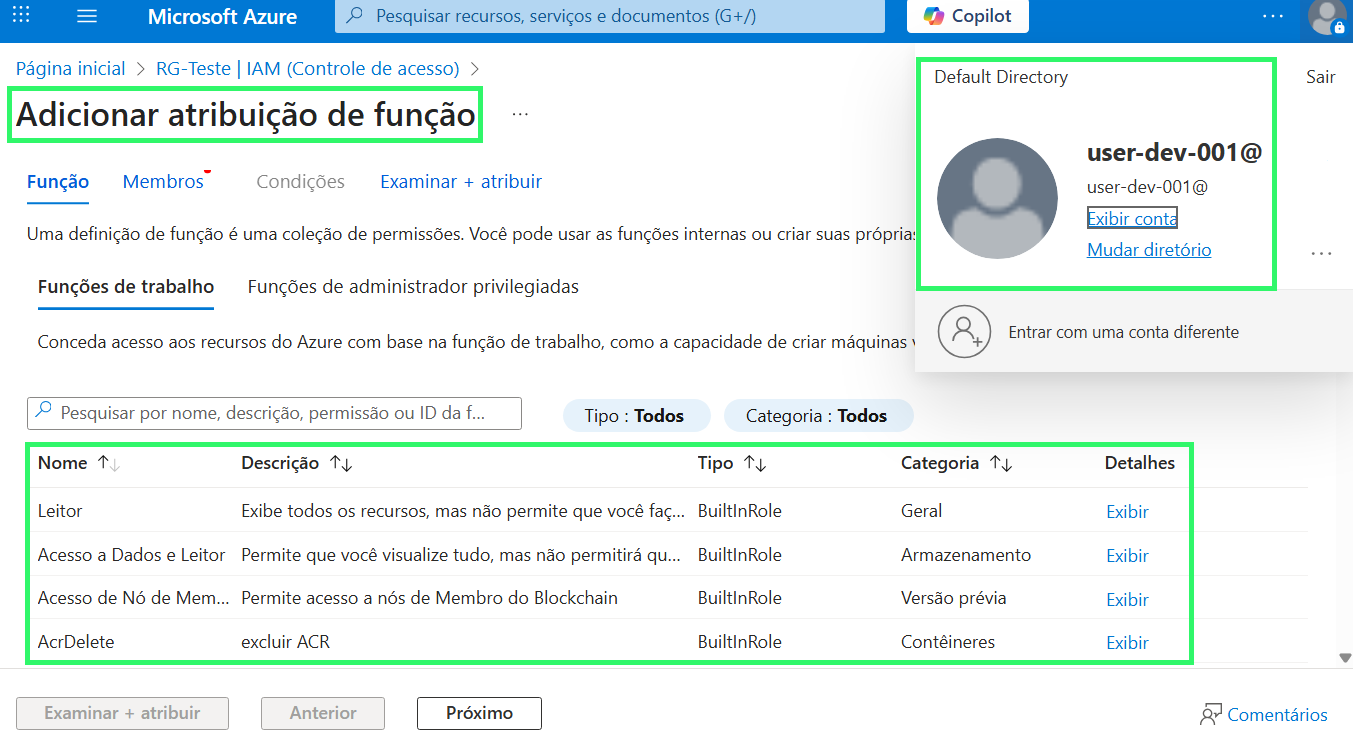 Microsoft Azure
Pesquisar recursos, serviços e documentos (G+/)
Copilot
Página inicial > RG-Teste | IAM (Controle de acesso) >
Adicionar atribuição de função
Default Directory
Sair
user-dev-001@
user-dev-001@
Exibir conta
Mudar diretório
Entrar com uma conta diferente
Função Membros Condições Examinar + atribuir
Uma definição de função é uma coleção de permissões. Você pode usar as funções internas ou criar suas próprias
Funções de trabalho Funções de administrador privilegiadas
Conceda acesso aos recursos do Azure com base na função de trabalho, como a capacidade de criar máquinas
Pesquisar por nome, descrição, permissão ou ID da f...
Tipo : Todos
Categoria : Todos
Nome Descrição Tipo Categoria Detalhes
Leitor Exibe todos os recursos, mas não permite que você faç... BuiltInRole Geral Exibir
Acesso a Dados e Leitor Permite que você visualize tudo, mas não permitirá qu... BuiltInRole Armazenamento Exibir
Acesso de Nó de Mem... Permite acesso a nós de Membro do Blockchain BuiltInRole Versão prévia Exibir
AcrDelete excluir ACR BuiltInRole Contêineres Exibir
Examinar + atribuir Anterior Próximo
Comentários